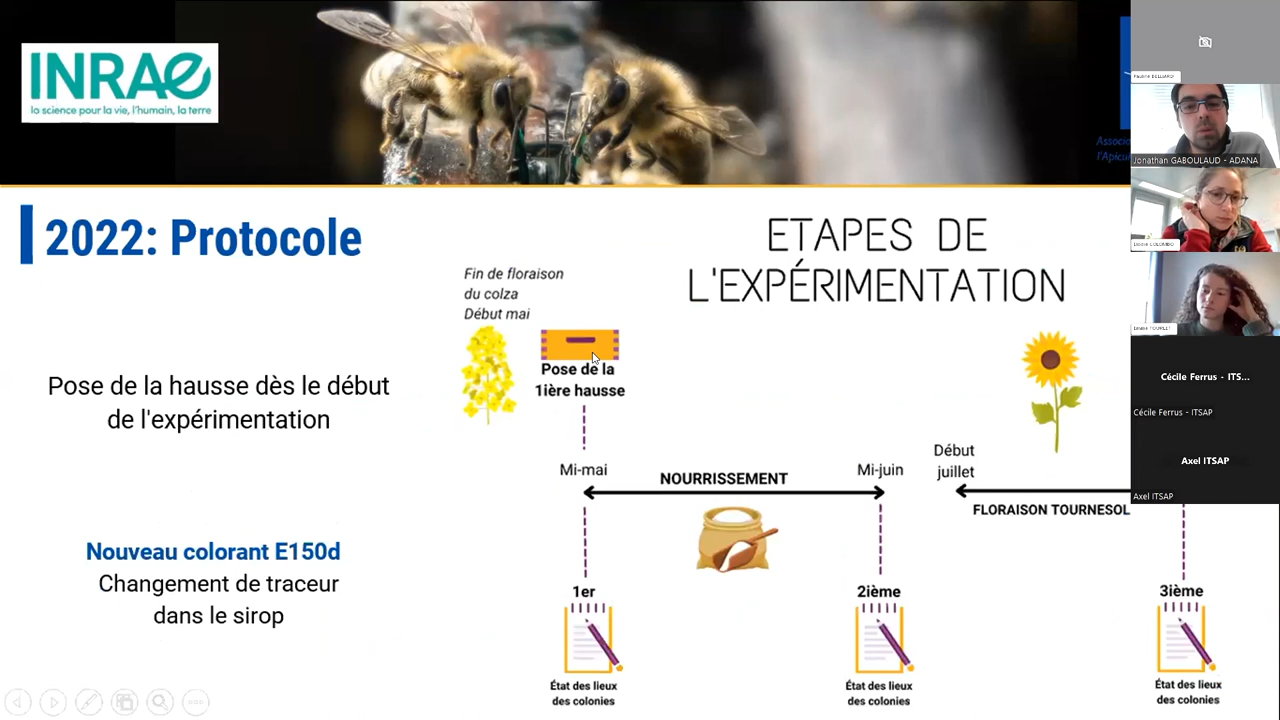 INRAE
la science pour la vie, l'humain, la terre
Associ
l'Apicu
2022: Protocole
ETAPES DE
L'EXPÉRIMENTATION
Fin de floraison
du colza
Début mai
Pose de la
1ière hausse
Pose de la hausse dès le début
de l'expérimentation
Mi-mai
NOURRISSEMENT
Mi-juin
Début
juillet
FLORAISON TOURNESOL
Nouveau colorant E150d
Changement de traceur
dans le sirop
1er
État des lieux
des colonies
2ième
État des lieux
des colonies
3ième
État des lieux
des colonies
Jonathan GABOULAUD - ADANA
Cécile Ferrus - ITS...
Cécile Ferrus - ITSAP
Axel ITSAP
Axel ITSAP